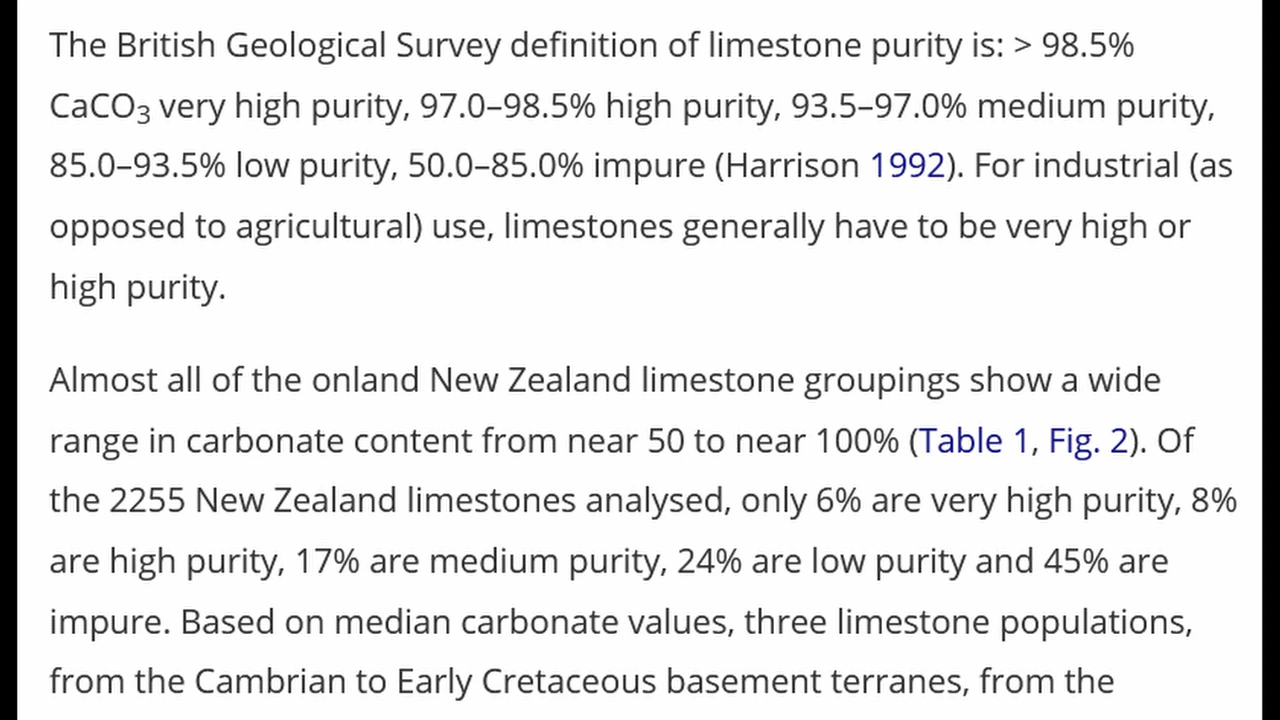 The British Geological Survey definition of limestone purity is: > 98.5%
CaCO₃ very high purity, 97.0–98.5% high purity, 93.5–97.0% medium purity,
85.0–93.5% low purity, 50.0–85.0% impure (Harrison 1992). For industrial (as
opposed to agricultural) use, limestones generally have to be very high or
high purity.
Almost all of the onland New Zealand limestone groupings show a wide
range in carbonate content from near 50 to near 100% (Table 1, Fig. 2). Of
the 2255 New Zealand limestones analysed, only 6% are very high purity, 8%
are high purity, 17% are medium purity, 24% are low purity and 45% are
impure. Based on median carbonate values, three limestone populations,
from the Cambrian to Early Cretaceous basement terranes, from the